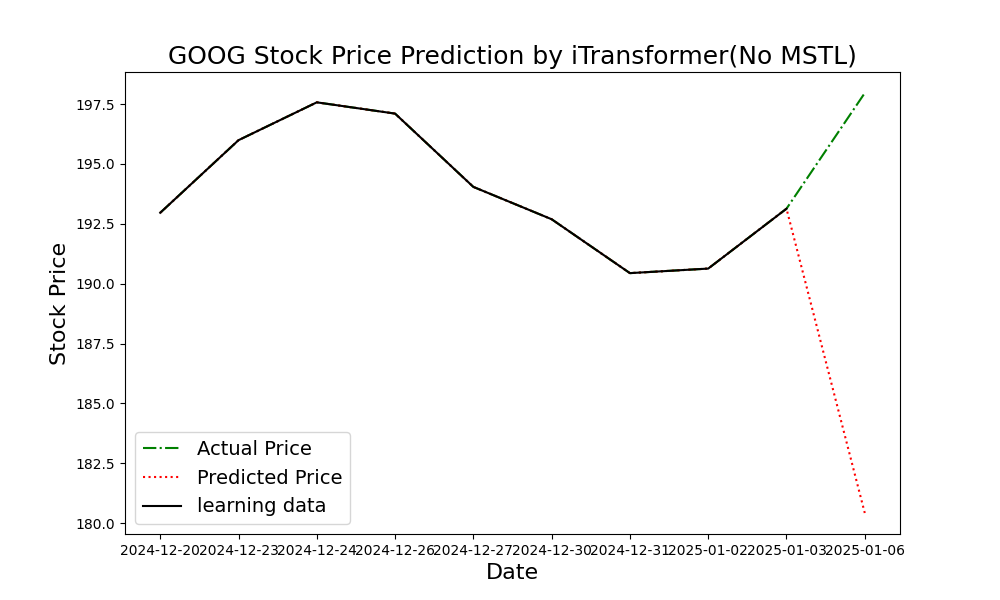 GOOG Stock Price Prediction by iTransformer(No MSTL)
197.5
195.0
192.5
190.0
187.5
185.0
182.5
180.0
Stock Price
Actual Price
Predicted Price
learning data
2024-12-20 2024-12-23 2024-12-24 2024-12-26 2024-12-27 2024-12-30 2024-12-31 2025-01-02 2025-01-03 2025-01-06
Date